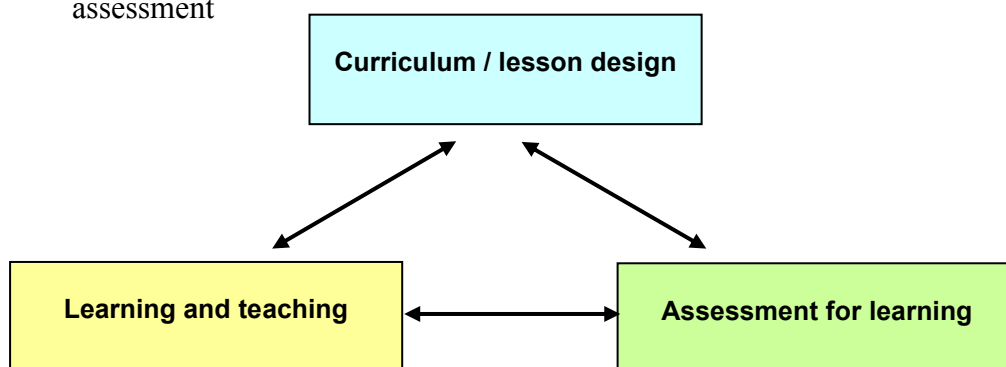 assessment
Curriculum / lesson design
Learning and teaching
Assessment for learning